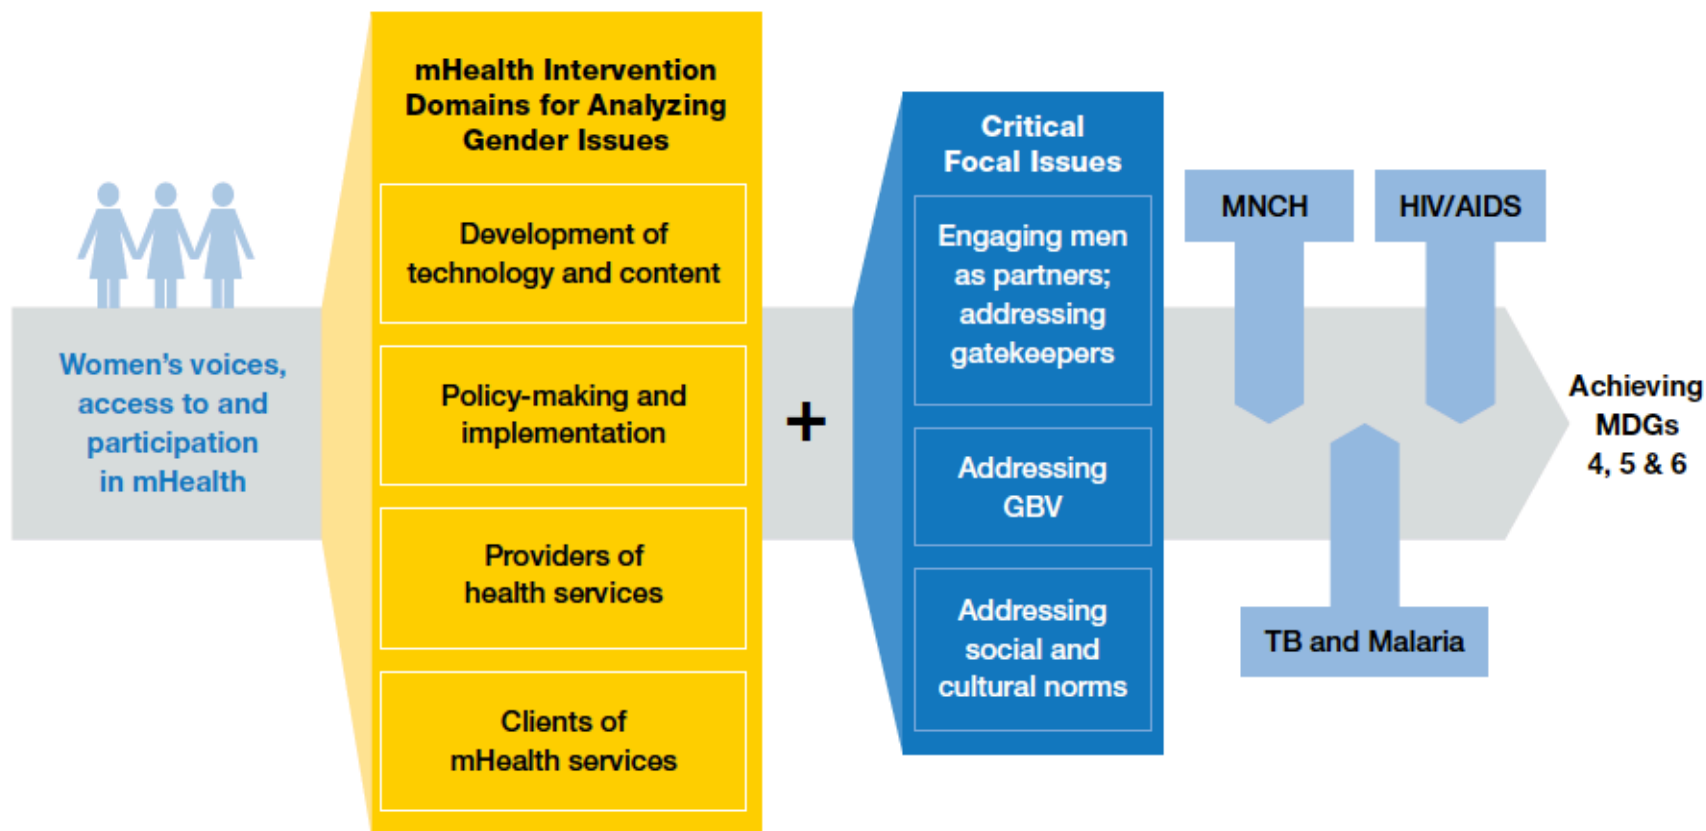 Women's voices,
access to and
participation
in mHealth
mHealth Intervention
Domains for Analyzing
Gender Issues
Development of
technology and content
Policy-making and
implementation
Providers of
health services
Clients of
mHealth services
+
Critical
Focal Issues
Engaging men
as partners;
addressing
gatekeepers
Addressing
GBV
Addressing
social and
cultural norms
MNCH
HIV/AIDS
TB and Malaria
Achieving
MDGs
4, 5 & 6